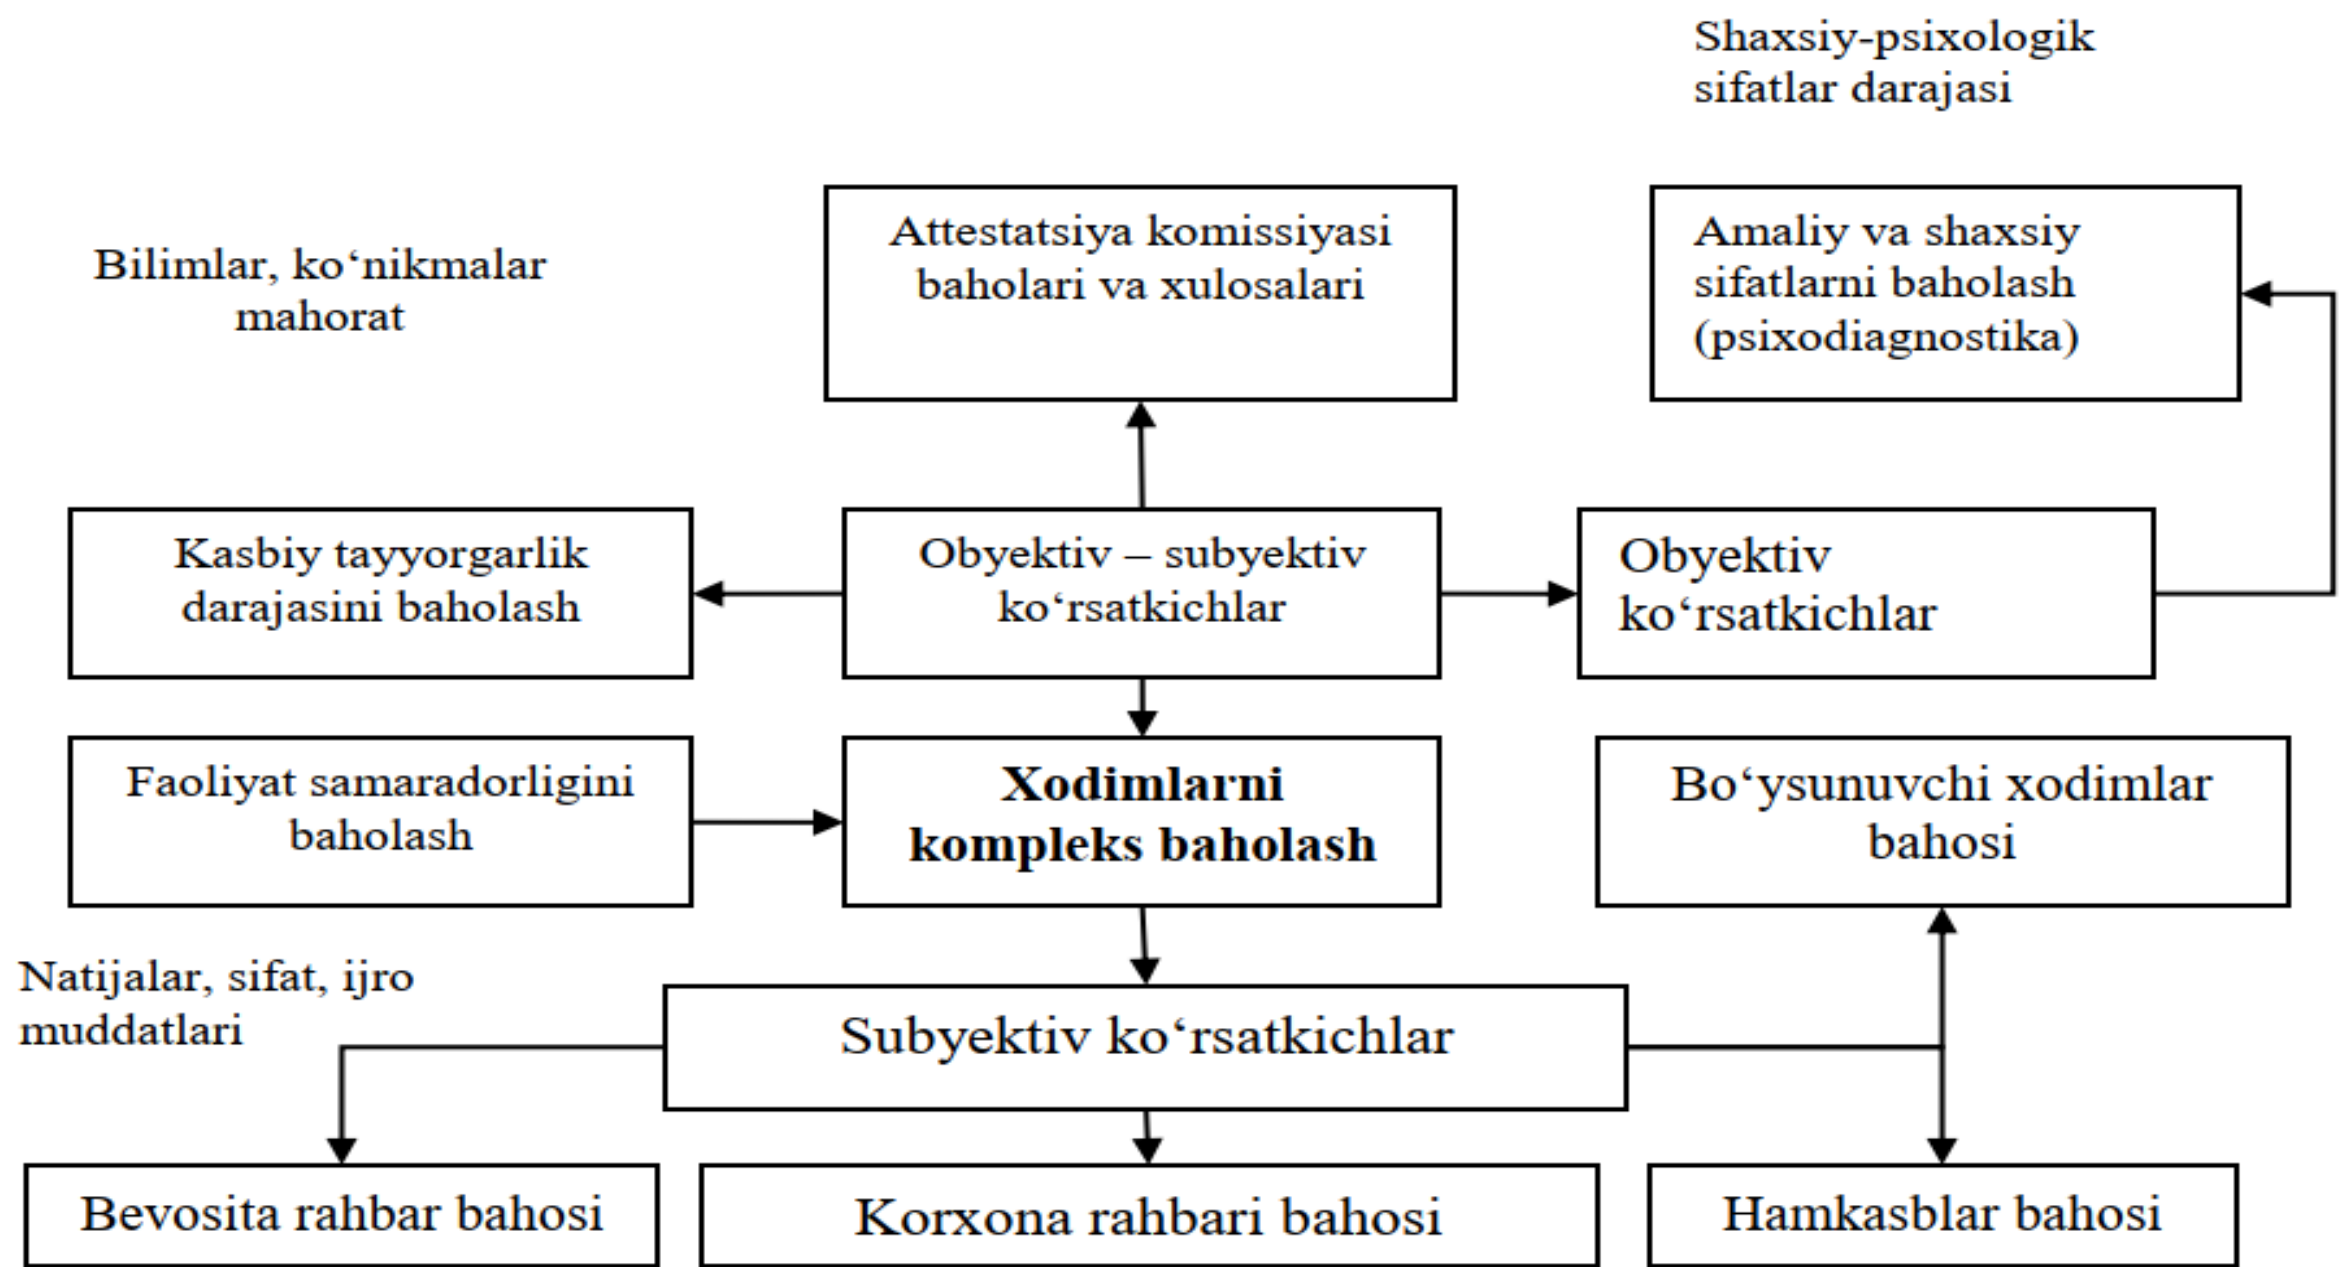 Shaxsiy-psixologik
sifatlar darajasi
Attestatsiya komissiyasi
baholari va xulosalari
Amaliy va shaxsiy
sifatlarni baholash
(psixodiagnostika)
Bilimlar, ko‘nikmalar
mahorat
Kasbiy tayyorgarlik
darajasini baholash
Obyektiv – subyektiv
ko‘rsatkichlar
Obyektiv
ko‘rsatkichlar
Faoliyat samaradorligini
baholash
Xodimlarni
kompleks baholash
Bo‘ysunuvchi xodimlar
bahosi
Natijalar, sifat, ijro
muddatlari
Subyektiv ko‘rsatkichlar
Bevosita rahbar bahosi
Korxona rahbari bahosi
Hamkasblar bahosi